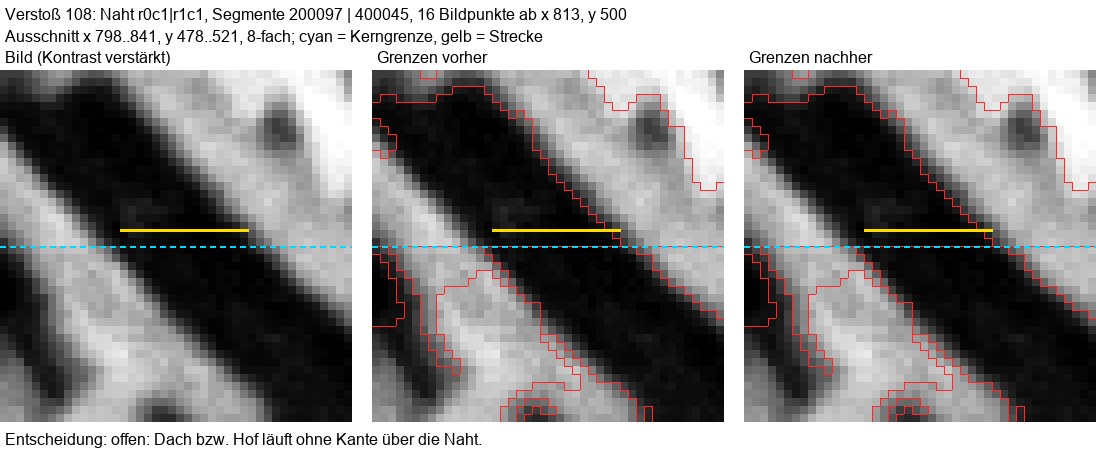 Verstoß 108: Naht r0c1|r1c1, Segmente 200097 | 400045, 16 Bildpunkte ab x 813, y 500
Ausschnitt x 798..841, y 478..521, 8-fach; cyan = Kerngrenze, gelb = Strecke
Bild (Kontrast verstärkt) Grenzen vorher Grenzen nachher
Entscheidung: offen: Dach bzw. Hof läuft ohne Kante über die Naht.